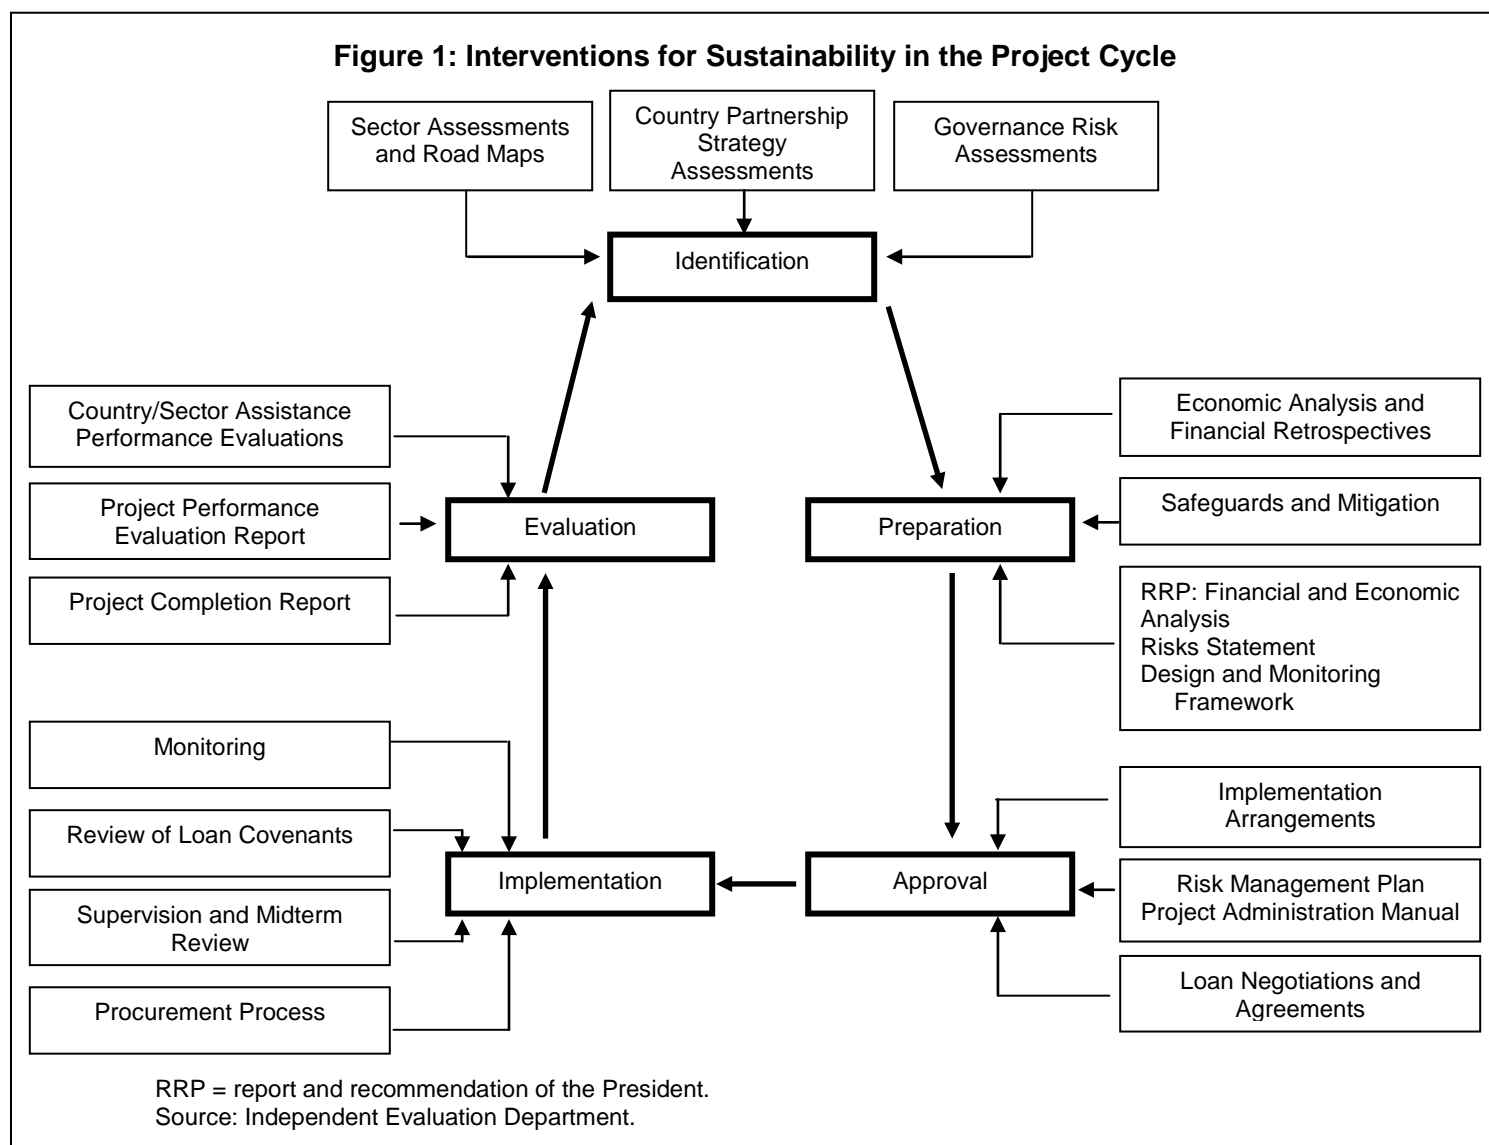 Figure 1: Interventions for Sustainability in the Project Cycle
Sector Assessments
and Road Maps
Country Partnership
Strategy
Assessments
Governance Risk
Assessments
Identification
Country/Sector Assistance
Performance Evaluations
Project Performance
Evaluation Report
Project Completion Report
Evaluation
Preparation
Economic Analysis and
Financial Retrospectives
Safeguards and Mitigation
RRP: Financial and Economic
Analysis
Risks Statement
Design and Monitoring
Framework
Monitoring
Review of Loan Covenants
Supervision and Midterm
Review
Procurement Process
Implementation
Approval
Implementation
Arrangements
Risk Management Plan
Project Administration Manual
Loan Negotiations and
Agreements
RRP = report and recommendation of the President.
Source: Independent Evaluation Department.